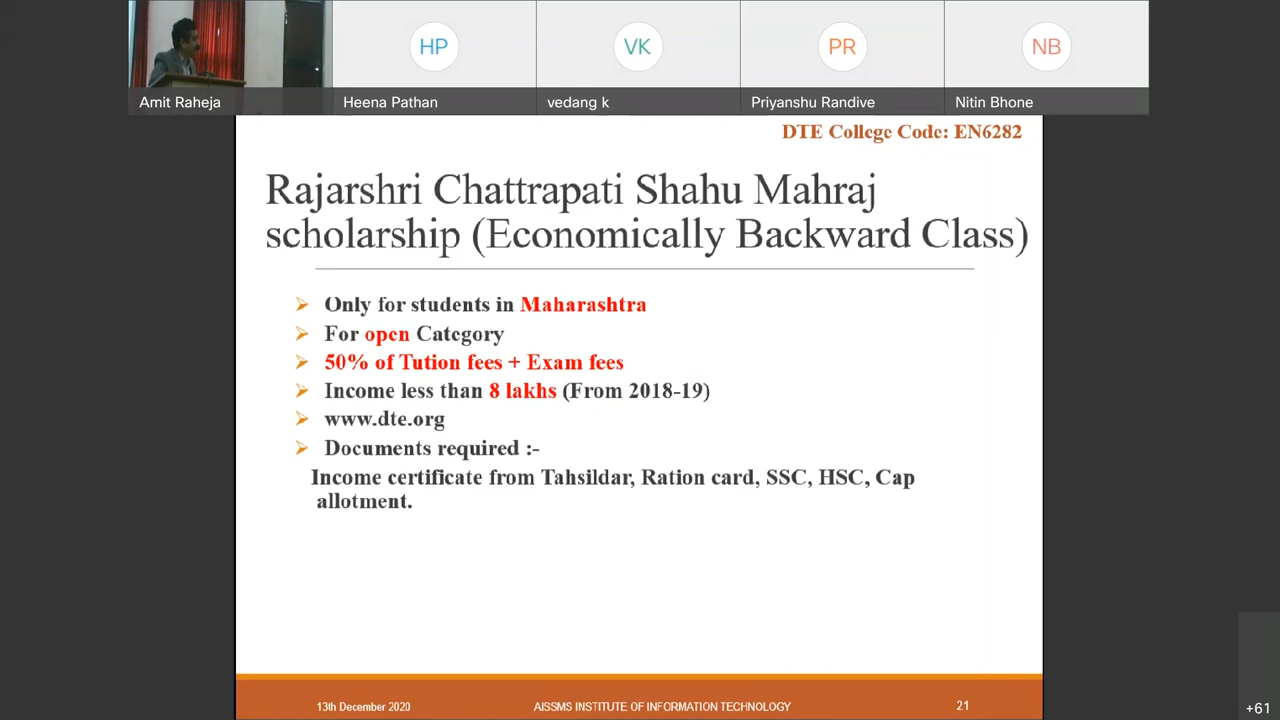 HP
VK
PR
NB
Amit Raheja
Heena Pathan
vedang k
Priyanshu Randive
Nitin Bhone
DTE College Code: EN6282
Rajarshri Chattrapati Shahu Mahraj
scholarship (Economically Backward Class)
Only for students in Maharashtra
For open Category
50% of Tution fees + Exam fees
Income less than 8 lakhs (From 2018-19)
www.dte.org
Documents required :-
Income certificate from Tahsildar, Ration card, SSC, HSC, Cap
allotment.
13th December 2020
AISSMS INSTITUTE OF INFORMATION TECHNOLOGY
21
+61